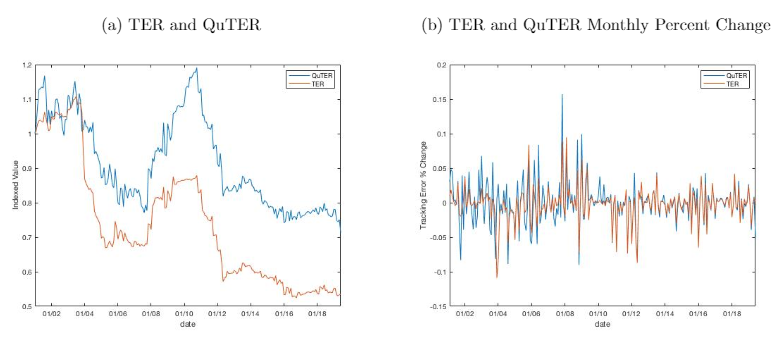 (a) TER and QuTER
QuTER
TER
1.2
1.1
1
0.9
0.8
0.7
0.6
0.5
Indexed Value
01/02 01/04 01/06 01/08 01/10 01/12 01/14 01/16 01/18
date
(b) TER and QuTER Monthly Percent Change
QuTER
TER
0.2
0.15
0.1
0.05
0
-0.05
-0.1
-0.15
Tracking Error % Change
01/02 01/04 01/06 01/08 01/10 01/12 01/14 01/16 01/18
date